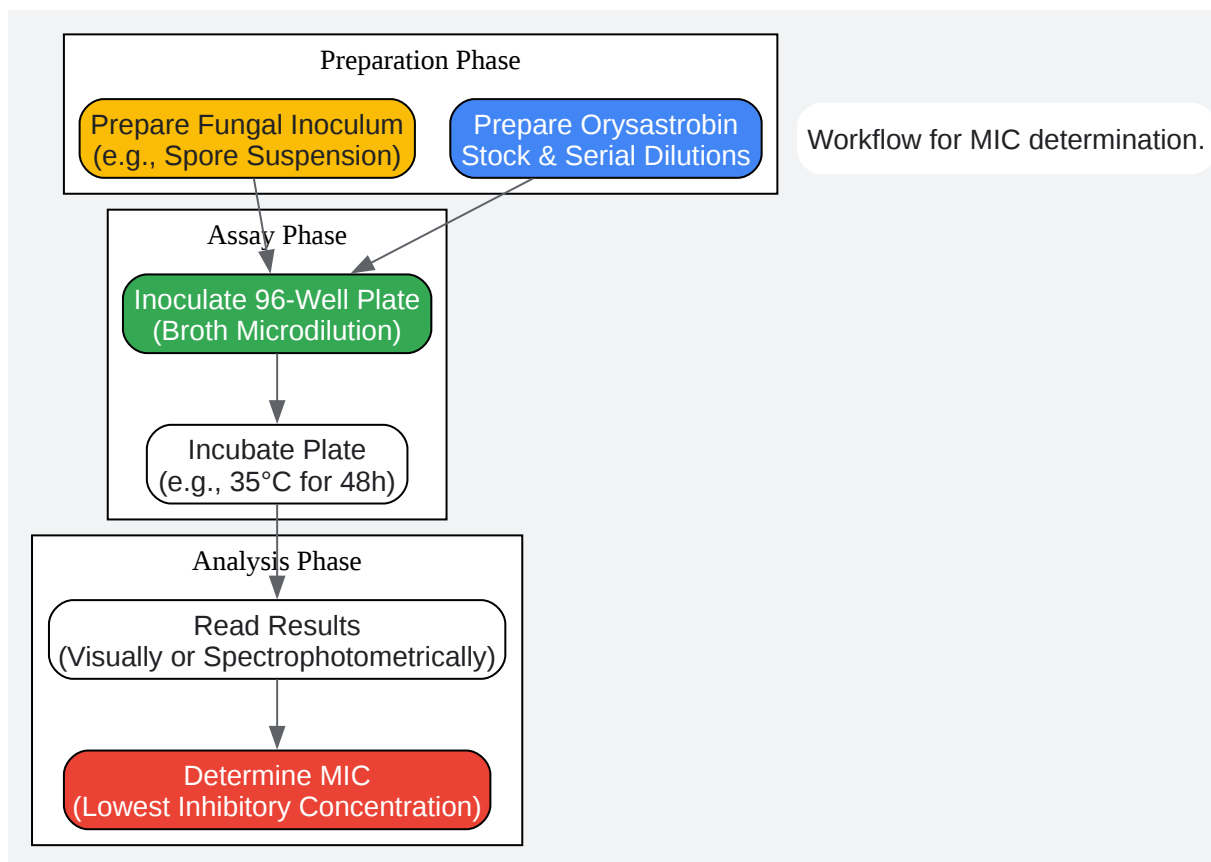 Preparation Phase
Prepare Fungal Inoculum
(e.g., Spore Suspension)
Prepare Orysastrobin
Stock & Serial Dilutions
Workflow for MIC determination.
Assay Phase
Inoculate 96-Well Plate
(Broth Microdilution)
Incubate Plate
(e.g., 35°C for 48h)
Analysis Phase
Read Results
(Visually or Spectrophotometrically)
Determine MIC
(Lowest Inhibitory Concentration)